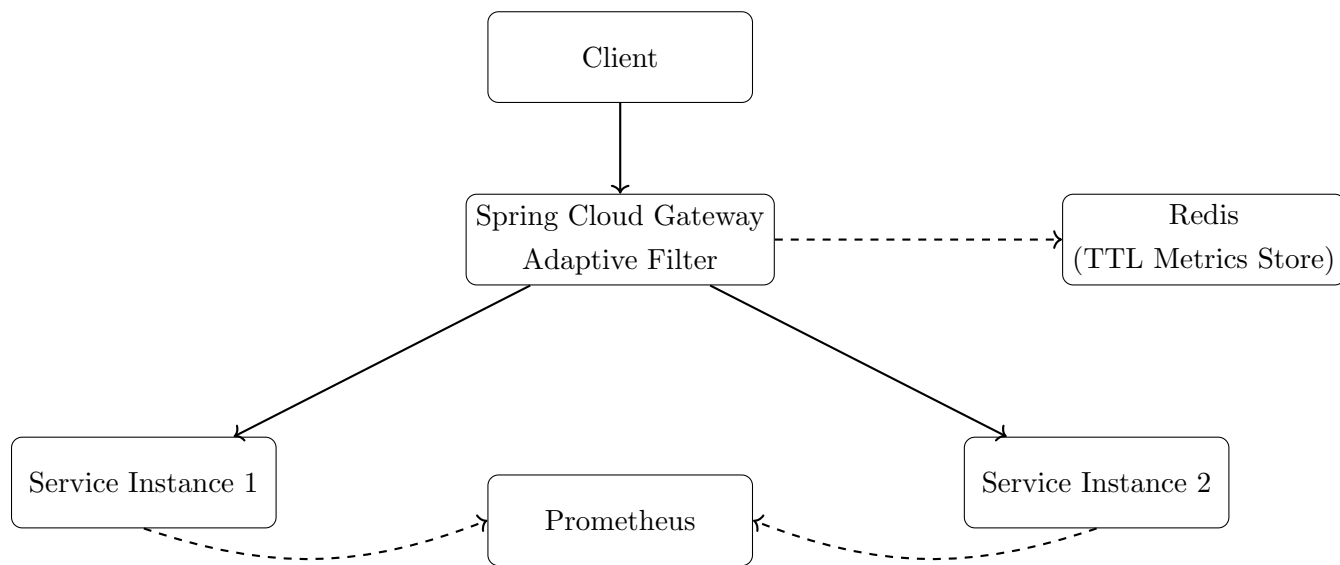 Client
Spring Cloud Gateway
Adaptive Filter
Redis
(TTL Metrics Store)
Service Instance 1
Prometheus
Service Instance 2